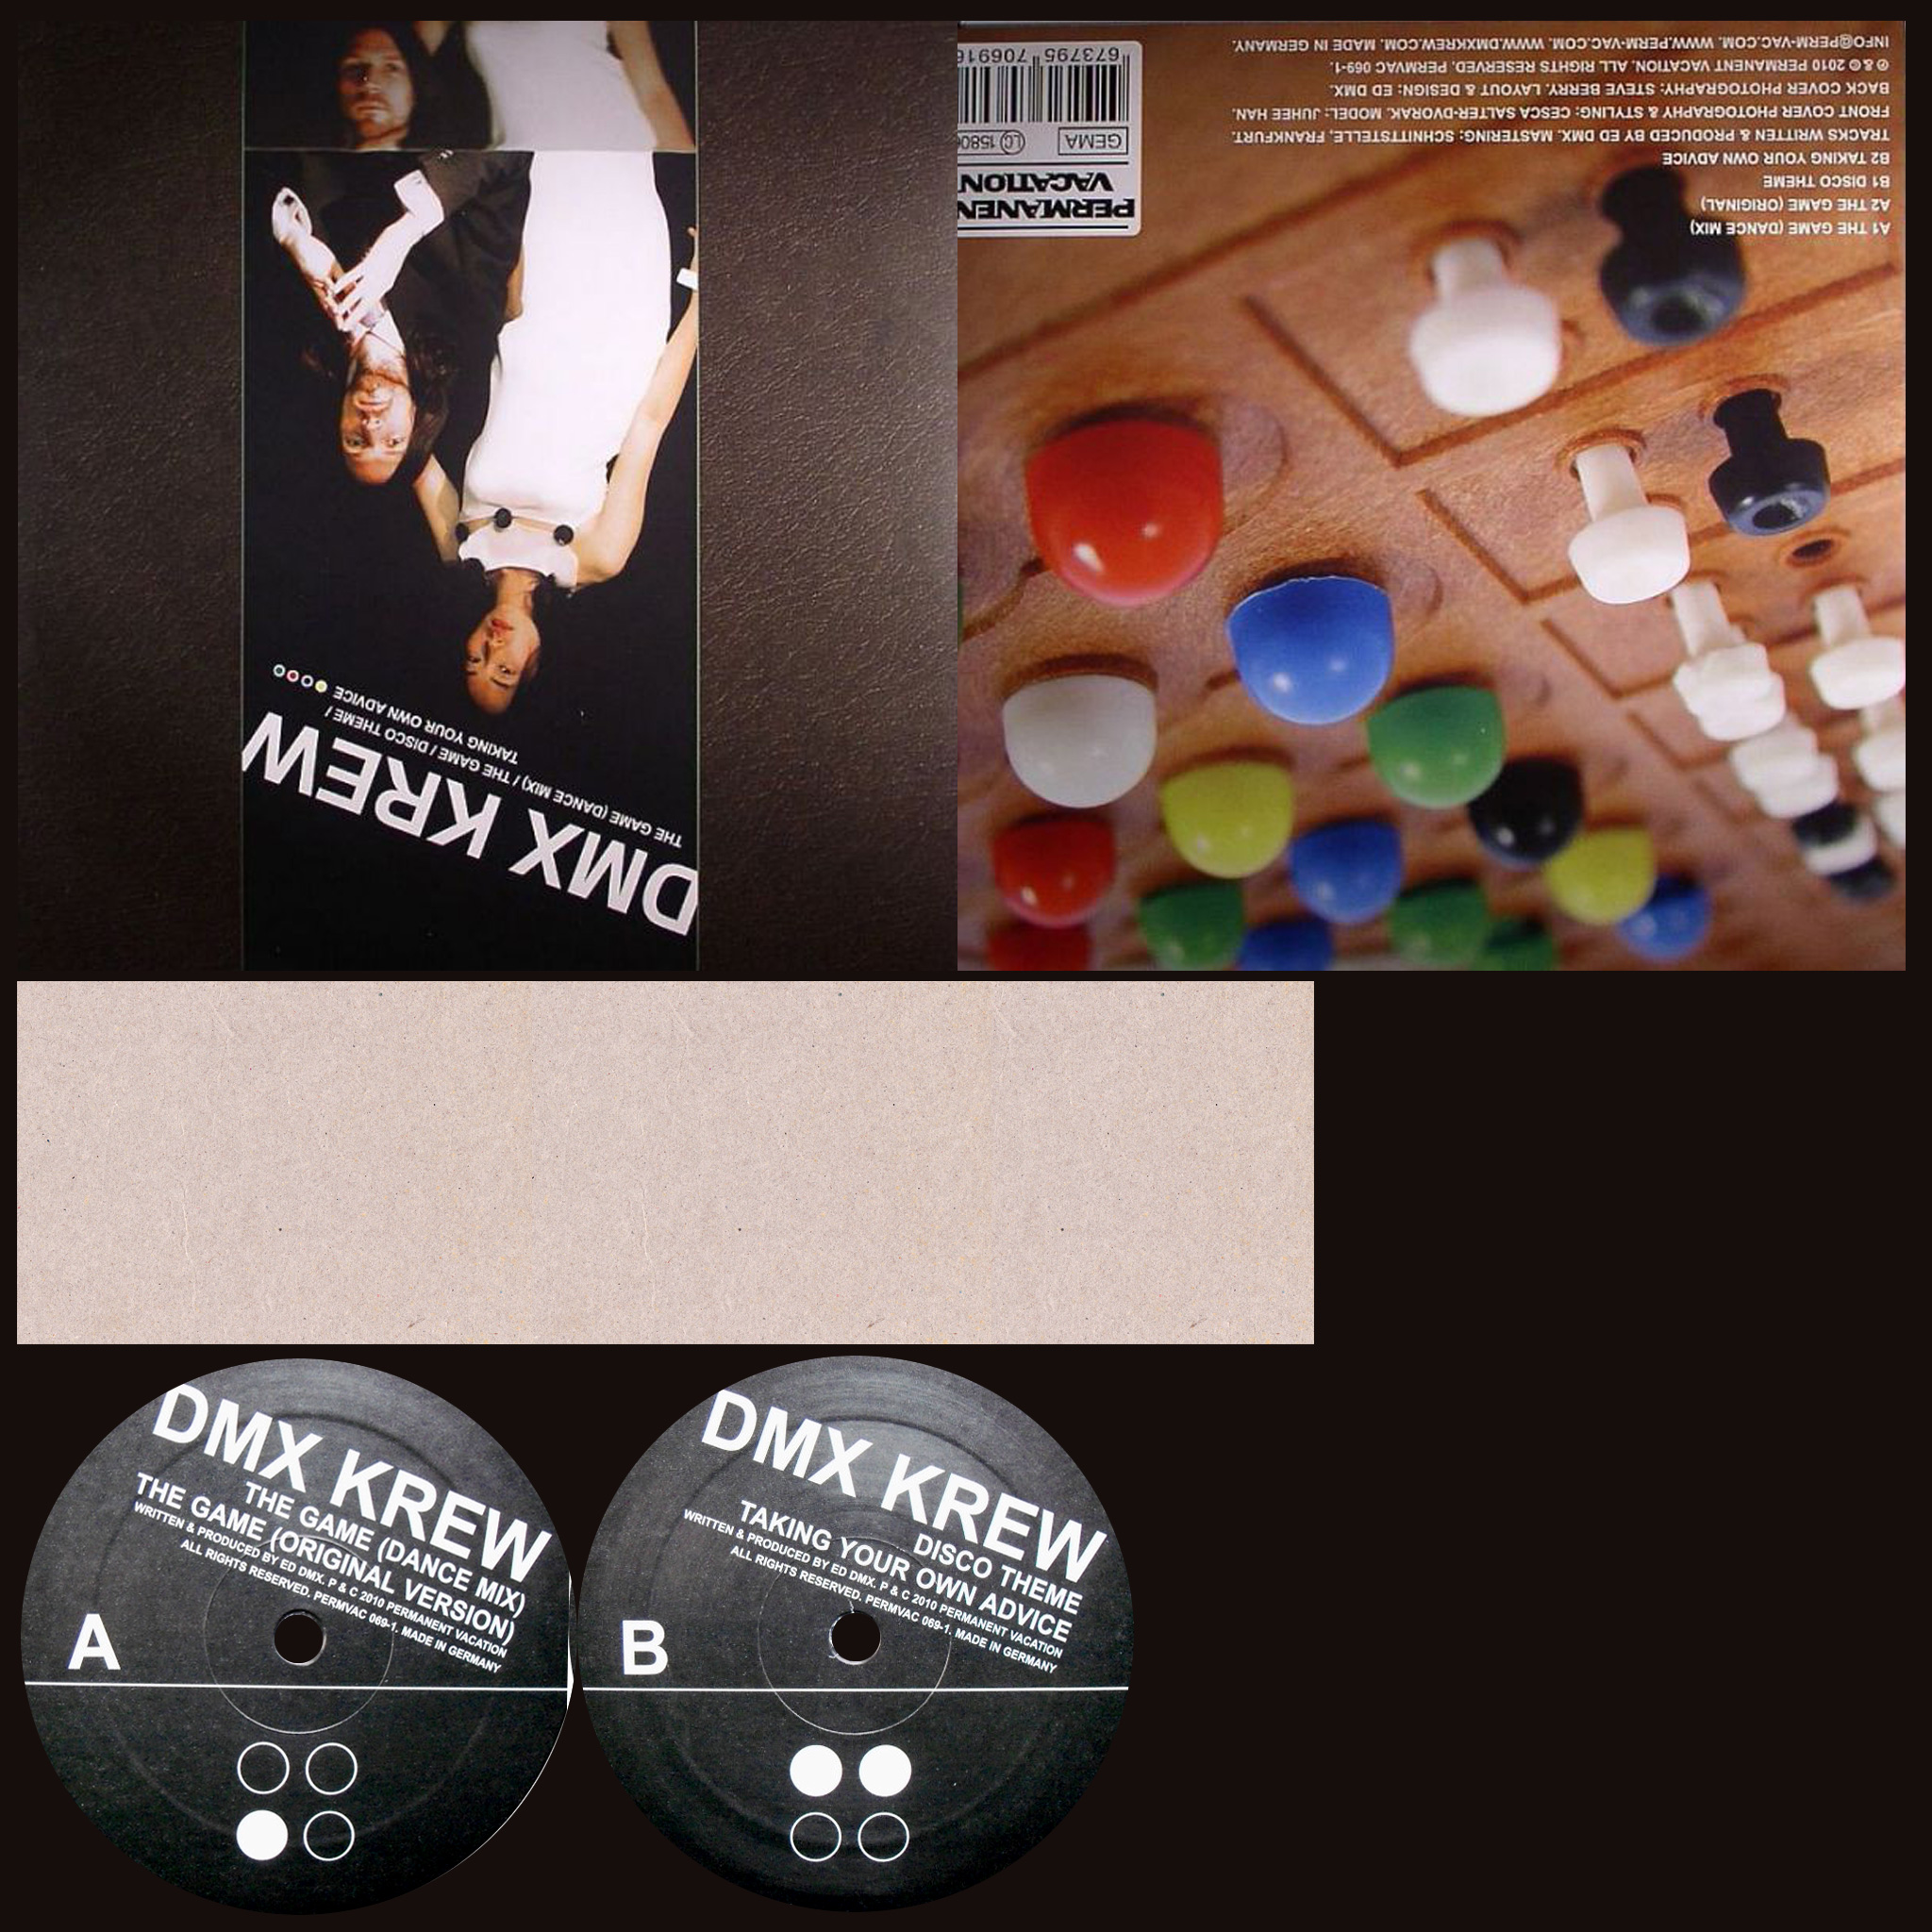 DMX KREW
THE GAME (DANCE MIX) / THE GAME / DISCO THEME /
TAKING YOUR OWN ADVICE
A1 THE GAME (DANCE MIX)
A2 THE GAME (ORIGINAL)
B1 DISCO THEME
B2 TAKING YOUR OWN ADVICE
TRACKS WRITTEN & PRODUCED BY ED DMX. MASTERING: SCHNITTSTELLE, FRANKFURT.
FRONT COVER PHOTOGRAPHY & STYLING: CESCA SALTER-DVORAK. MODEL: JUHEE HAN.
BACK COVER PHOTOGRAPHY: STEVE BERRY. LAYOUT & DESIGN: ED DMX.
℗ & © 2010 PERMANENT VACATION. ALL RIGHTS RESERVED. PERMVAC 069-1.
INFO@PERM-VAC.COM. WWW.PERM-VAC.COM. WWW.DMXKREW.COM. MADE IN GERMANY.
PERMANEN
VACATION
GEMA LC 15806
673795 706916
DMX KREW
THE GAME (DANCE MIX)
THE GAME (ORIGINAL VERSION)
WRITTEN & PRODUCED BY ED DMX. P & C 2010 PERMANENT VACATION
ALL RIGHTS RESERVED. PERMVAC 069-1. MADE IN GERMANY
A
DMX KREW
DISCO THEME
TAKING YOUR OWN ADVICE
WRITTEN & PRODUCED BY ED DMX. P & C 2010 PERMANENT VACATION
ALL RIGHTS RESERVED. PERMVAC 069-1. MADE IN GERMANY
B